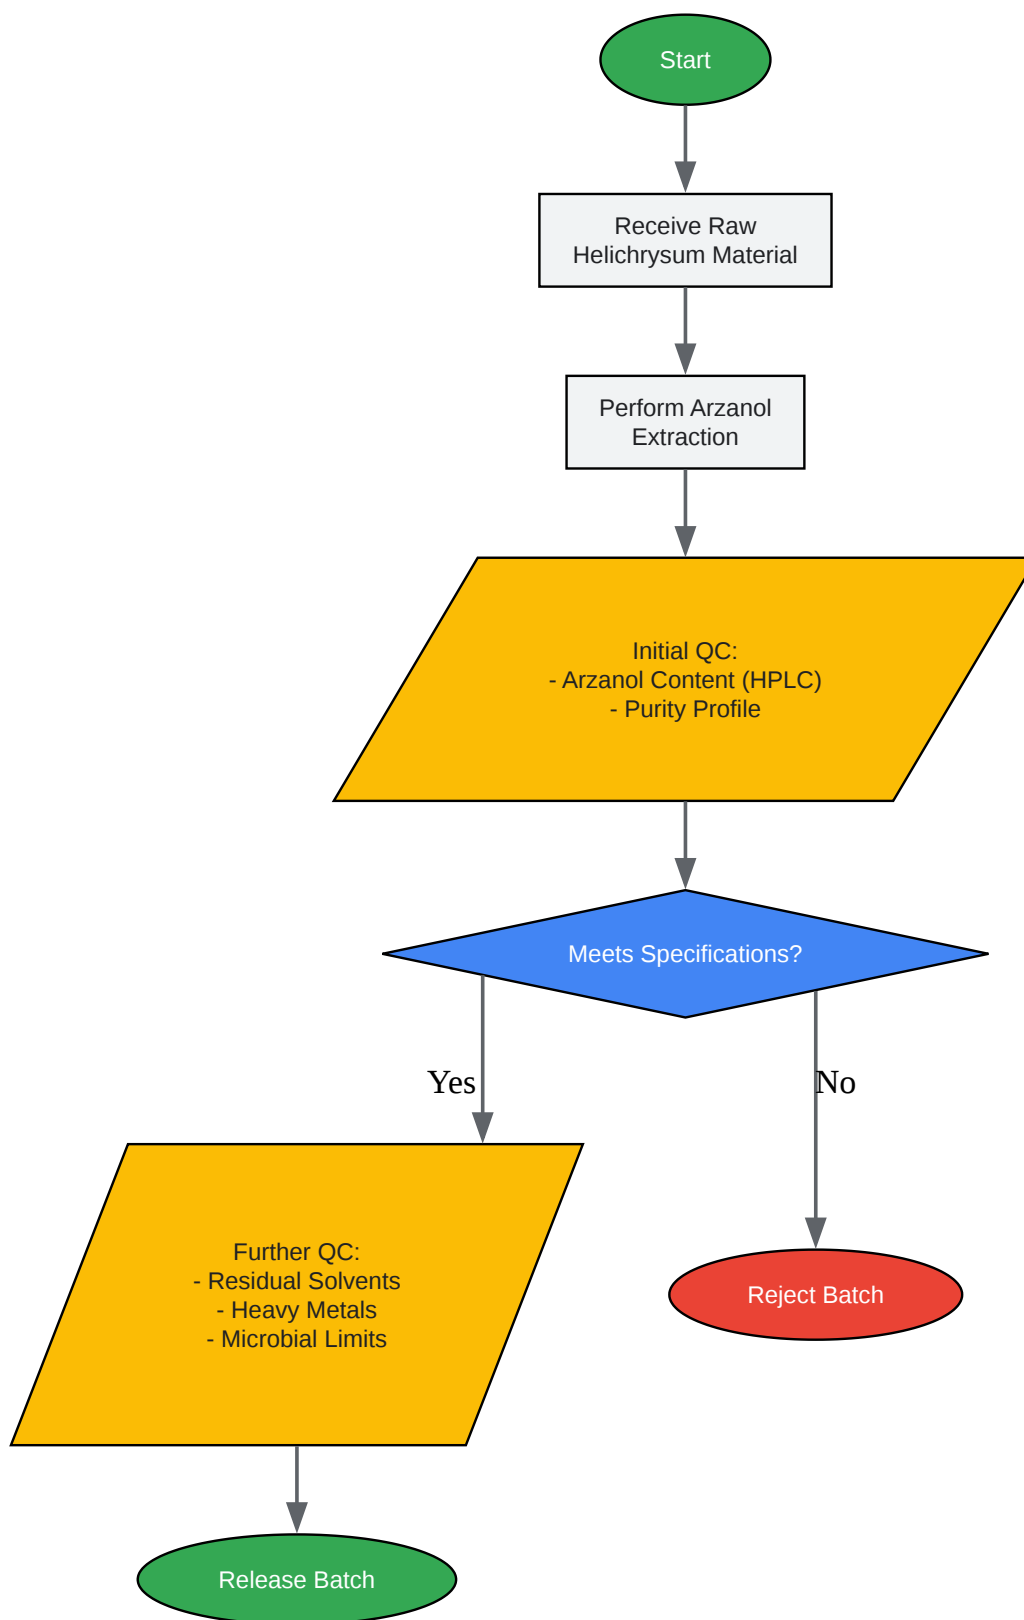 Start
Receive Raw
Helichrysum Material
Perform Arzanol
Extraction
Initial QC:
- Arzanol Content (HPLC)
- Purity Profile
Meets Specifications?
Yes
No
Further QC:
- Residual Solvents
- Heavy Metals
- Microbial Limits
Reject Batch
Release Batch